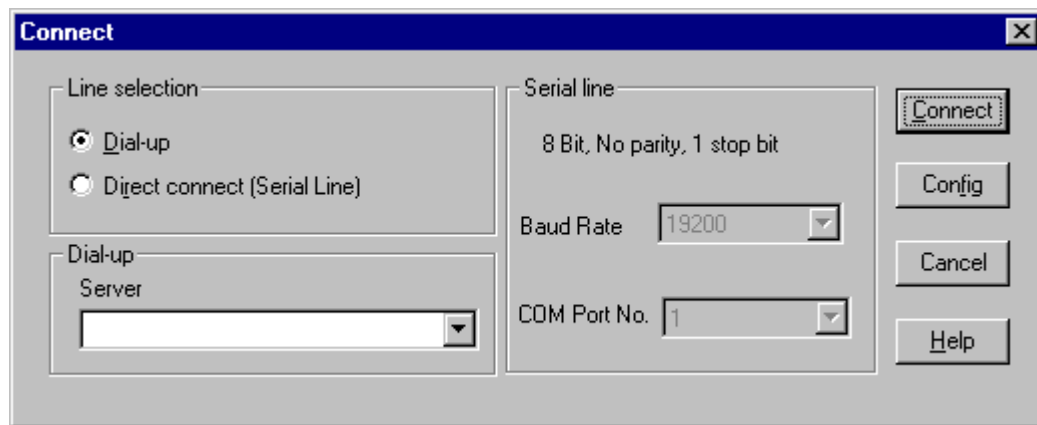 Connect
Line selection
Dial-up
Direct connect (Serial Line)
Dial-up
Server
Serial line
8 Bit, No parity, 1 stop bit
Baud Rate 19200
COM Port No. 1
Connect
Config
Cancel
Help